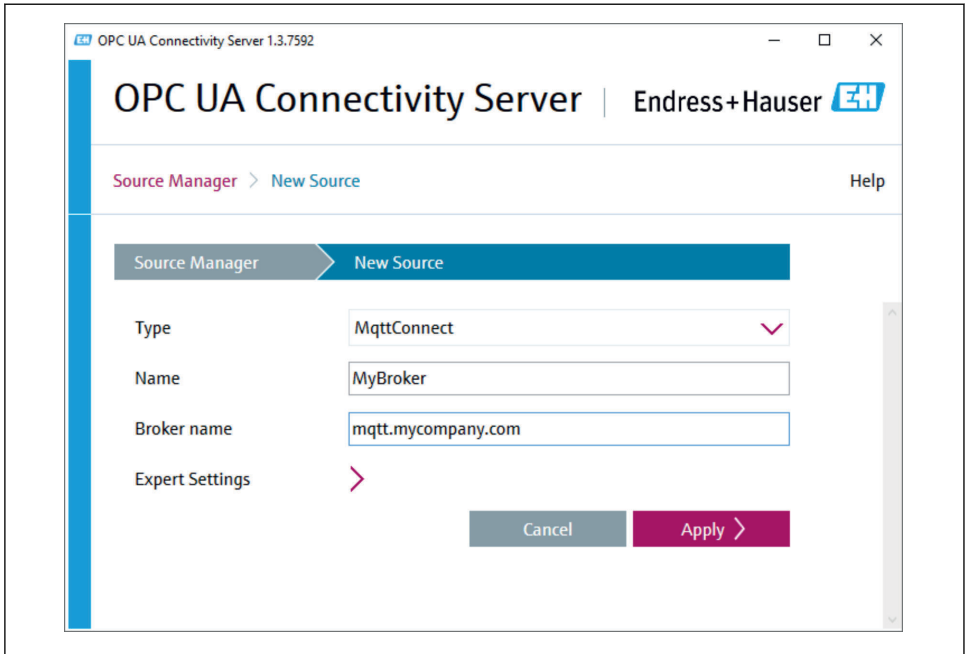 OPC UA Connectivity Server 1.3.7592
OPC UA Connectivity Server | Endress+Hauser EH
Source Manager > New Source Help
Source Manager New Source
Type MqttConnect
Name MyBroker
Broker name mqtt.mycompany.com
Expert Settings
Cancel Apply